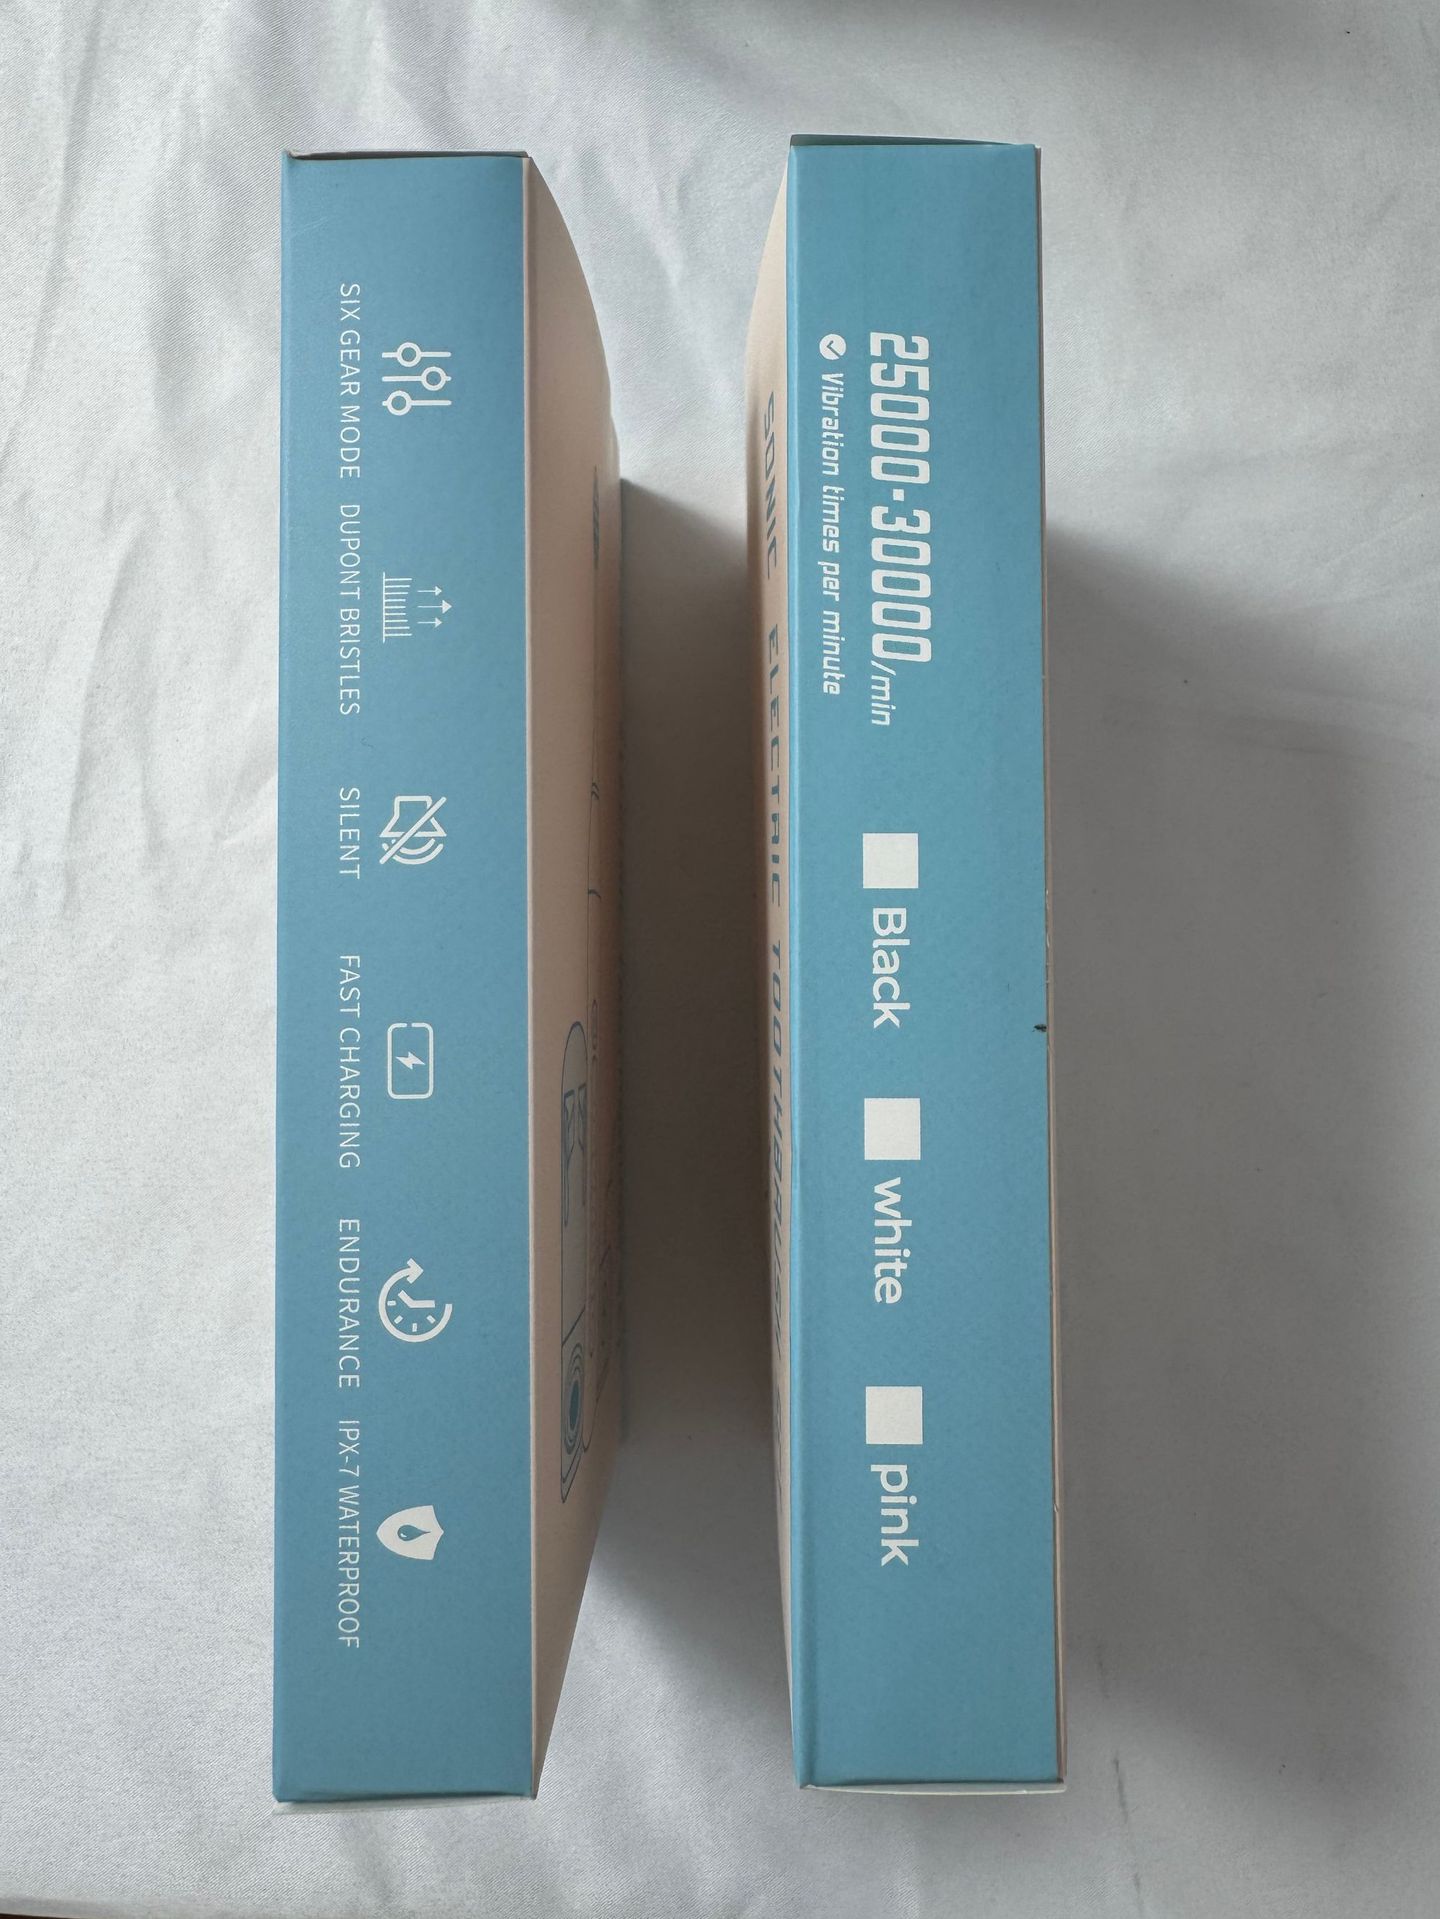 SIX GEAR MODE
DUPONT BRISTLES
SILENT
FAST CHARGING
ENDURANCE
IPX-7 WATERPROOF
25000-30000/min
Vibration times per minute
Black
white
pink
SONIC ELECTRIC TOOTHBRUSH